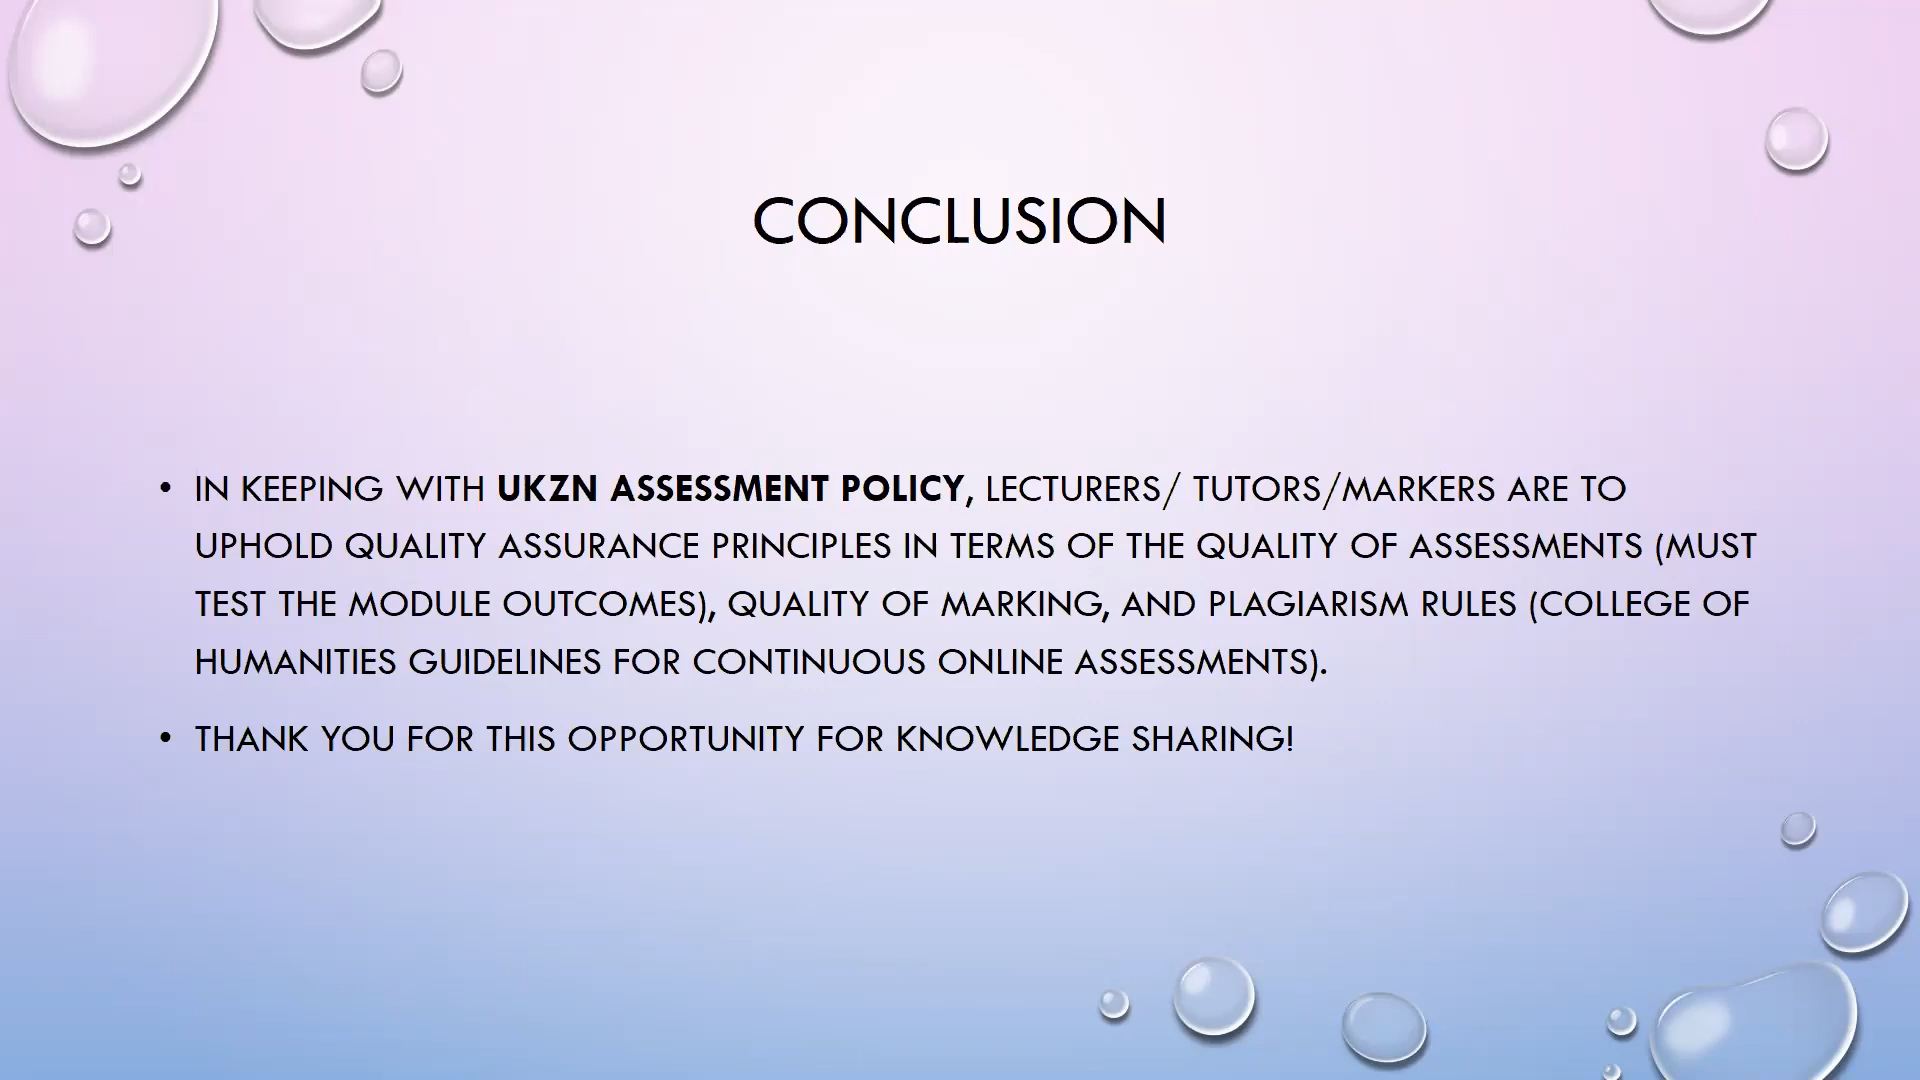 CONCLUSION
• IN KEEPING WITH UKZN ASSESSMENT POLICY, LECTURERS/ TUTORS/MARKERS ARE TO
UPHOLD QUALITY ASSURANCE PRINCIPLES IN TERMS OF THE QUALITY OF ASSESSMENTS (MUST
TEST THE MODULE OUTCOMES), QUALITY OF MARKING, AND PLAGIARISM RULES (COLLEGE OF
HUMANITIES GUIDELINES FOR CONTINUOUS ONLINE ASSESSMENTS).
• THANK YOU FOR THIS OPPORTUNITY FOR KNOWLEDGE SHARING!